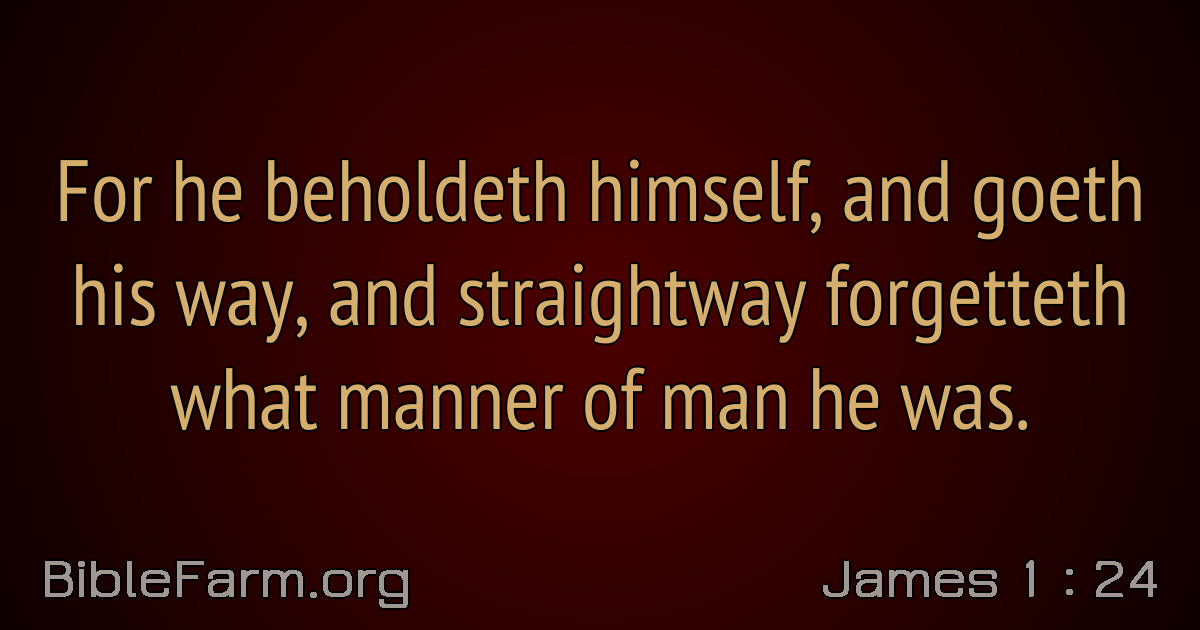 For he beholdeth himself, and goeth
his way, and straightway forgetteth
what manner of man he was.
BibleFarm.org
James 1 : 24